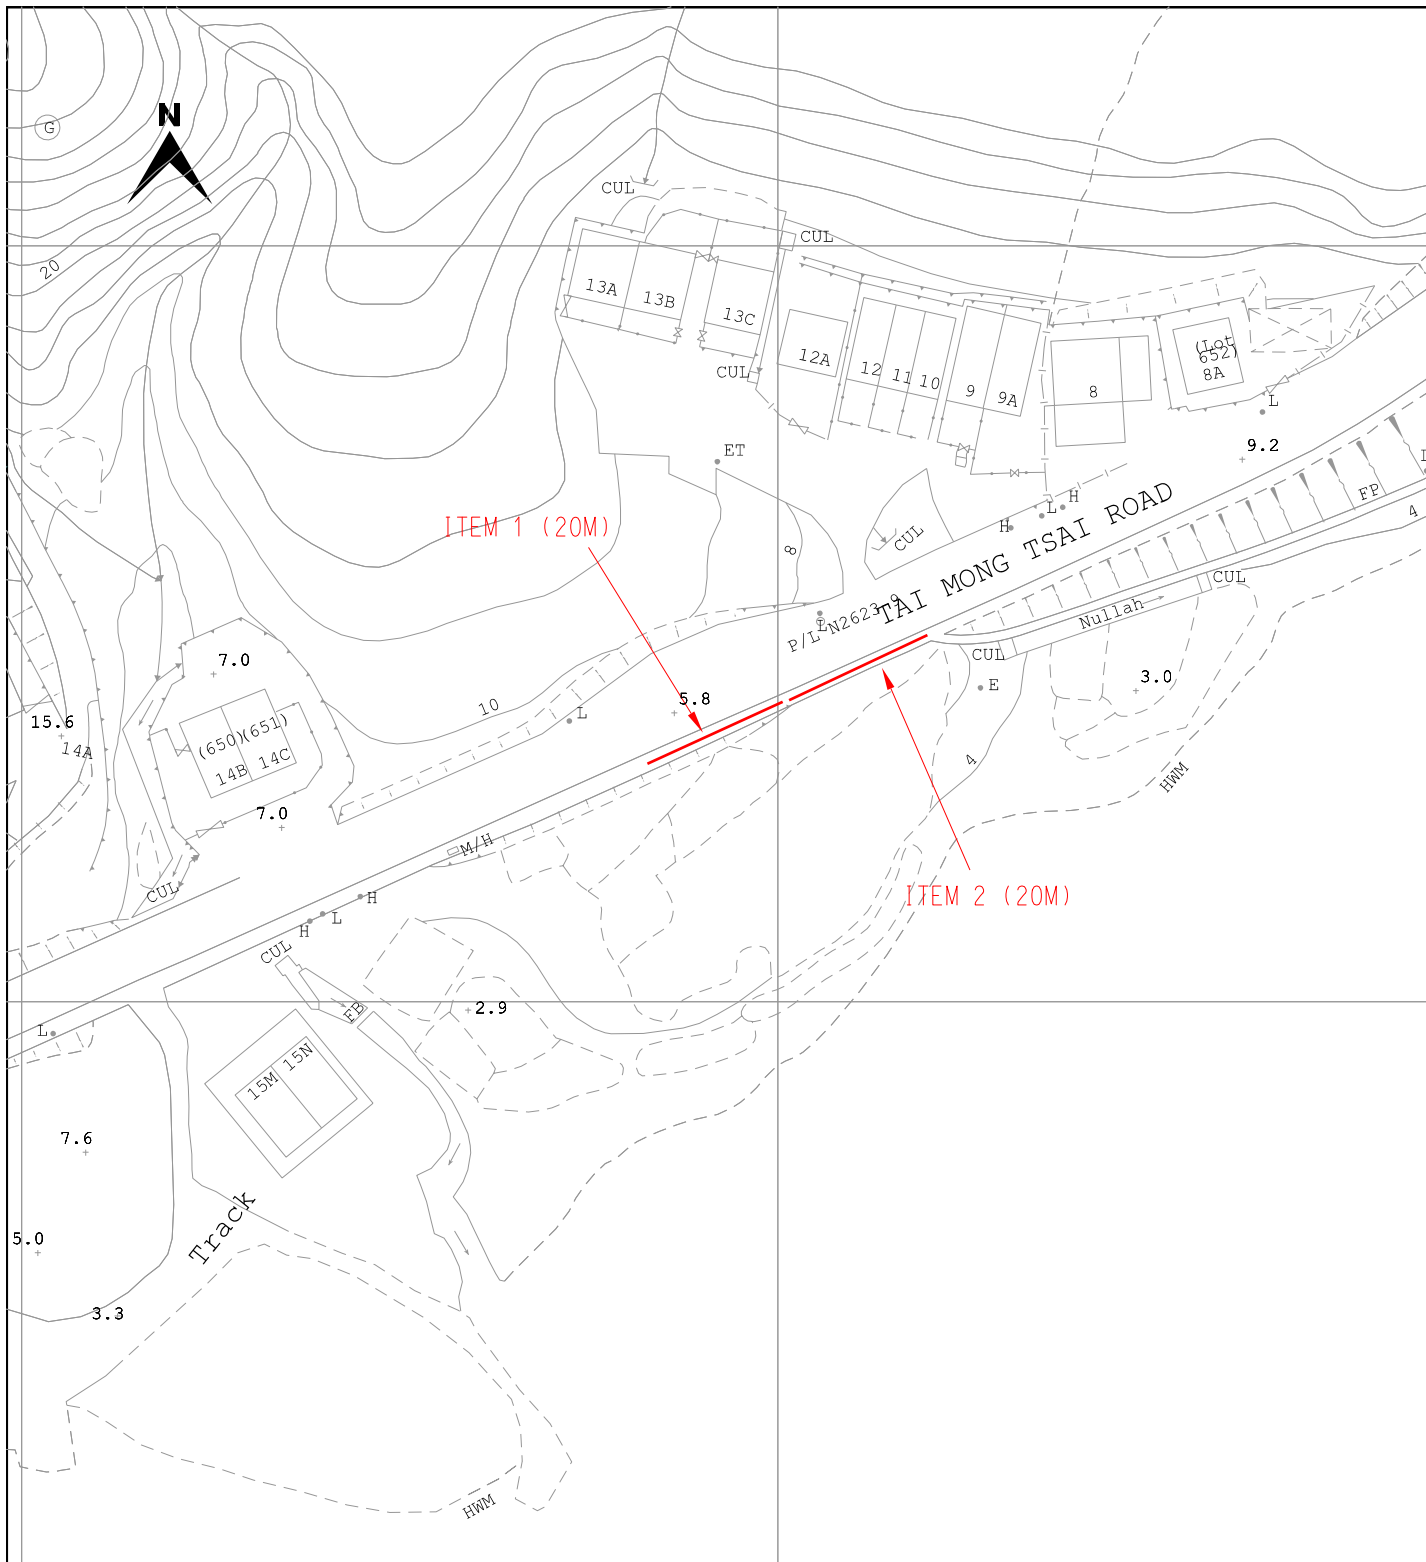 G
N
20
CUL
CUL
13A
13B
13C
12A
CUL
12
11
10
9
9A
8
(Lot
652)
8A
L
9.2
ET
FP
4
H
L
H
ITEM 1 (20M)
8
CUL
TAI MONG TSAI ROAD
CUL
Nullah
P/L N2623.9
L
CUL
E
3.0
7.0
5.8
10
L
15.6
14A
(650)
(651)
14B
14C
4
HWM
7.0
M/H
CUL
H
L
H
ITEM 2 (20M)
CUL
FB
2.9
L
15M
15N
7.6
Track
5.0
3.3
HWM